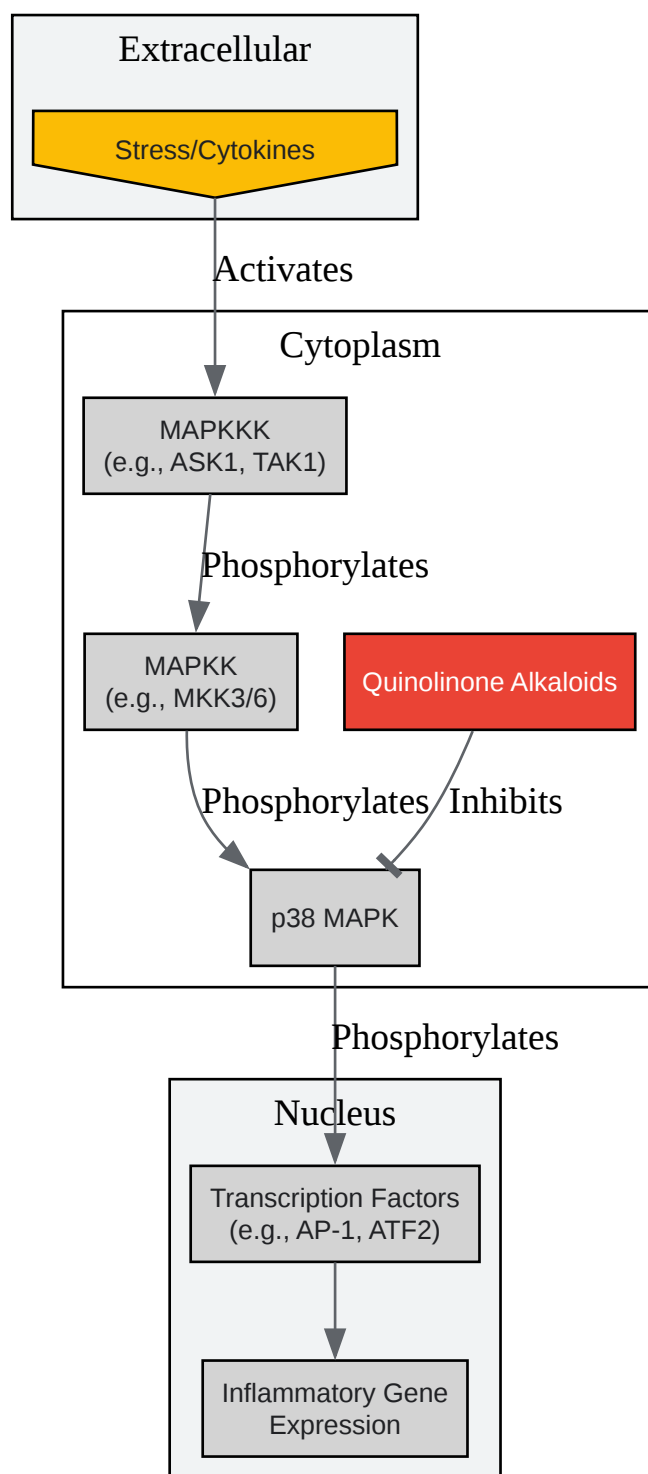 Extracellular
Stress/Cytokines
Activates
Cytoplasm
MAPKKK
(e.g., ASK1, TAK1)
Phosphorylates
MAPKK
(e.g., MKK3/6)
Quinolinone Alkaloids
Phosphorylates
Inhibits
p38 MAPK
Phosphorylates
Nucleus
Transcription Factors
(e.g., AP-1, ATF2)
Inflammatory Gene
Expression